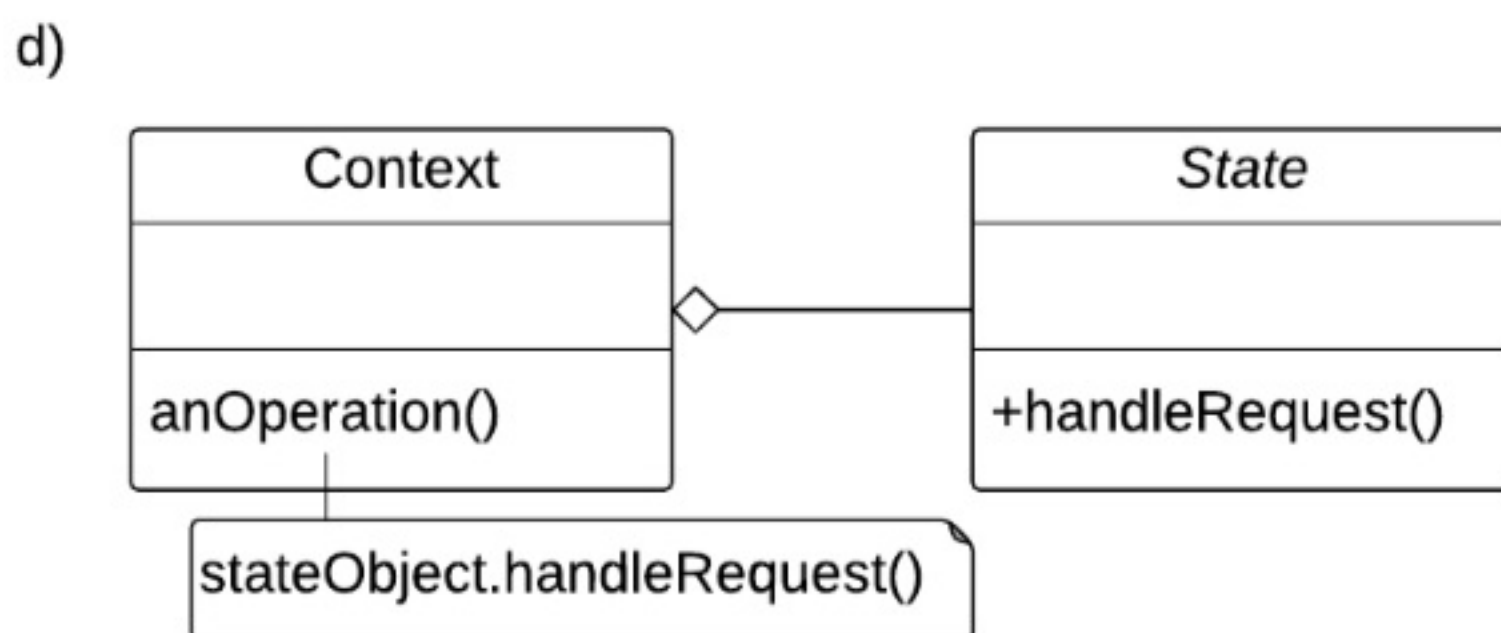 d)
Context
State
anOperation()
+handleRequest()
stateObject.handleRequest()